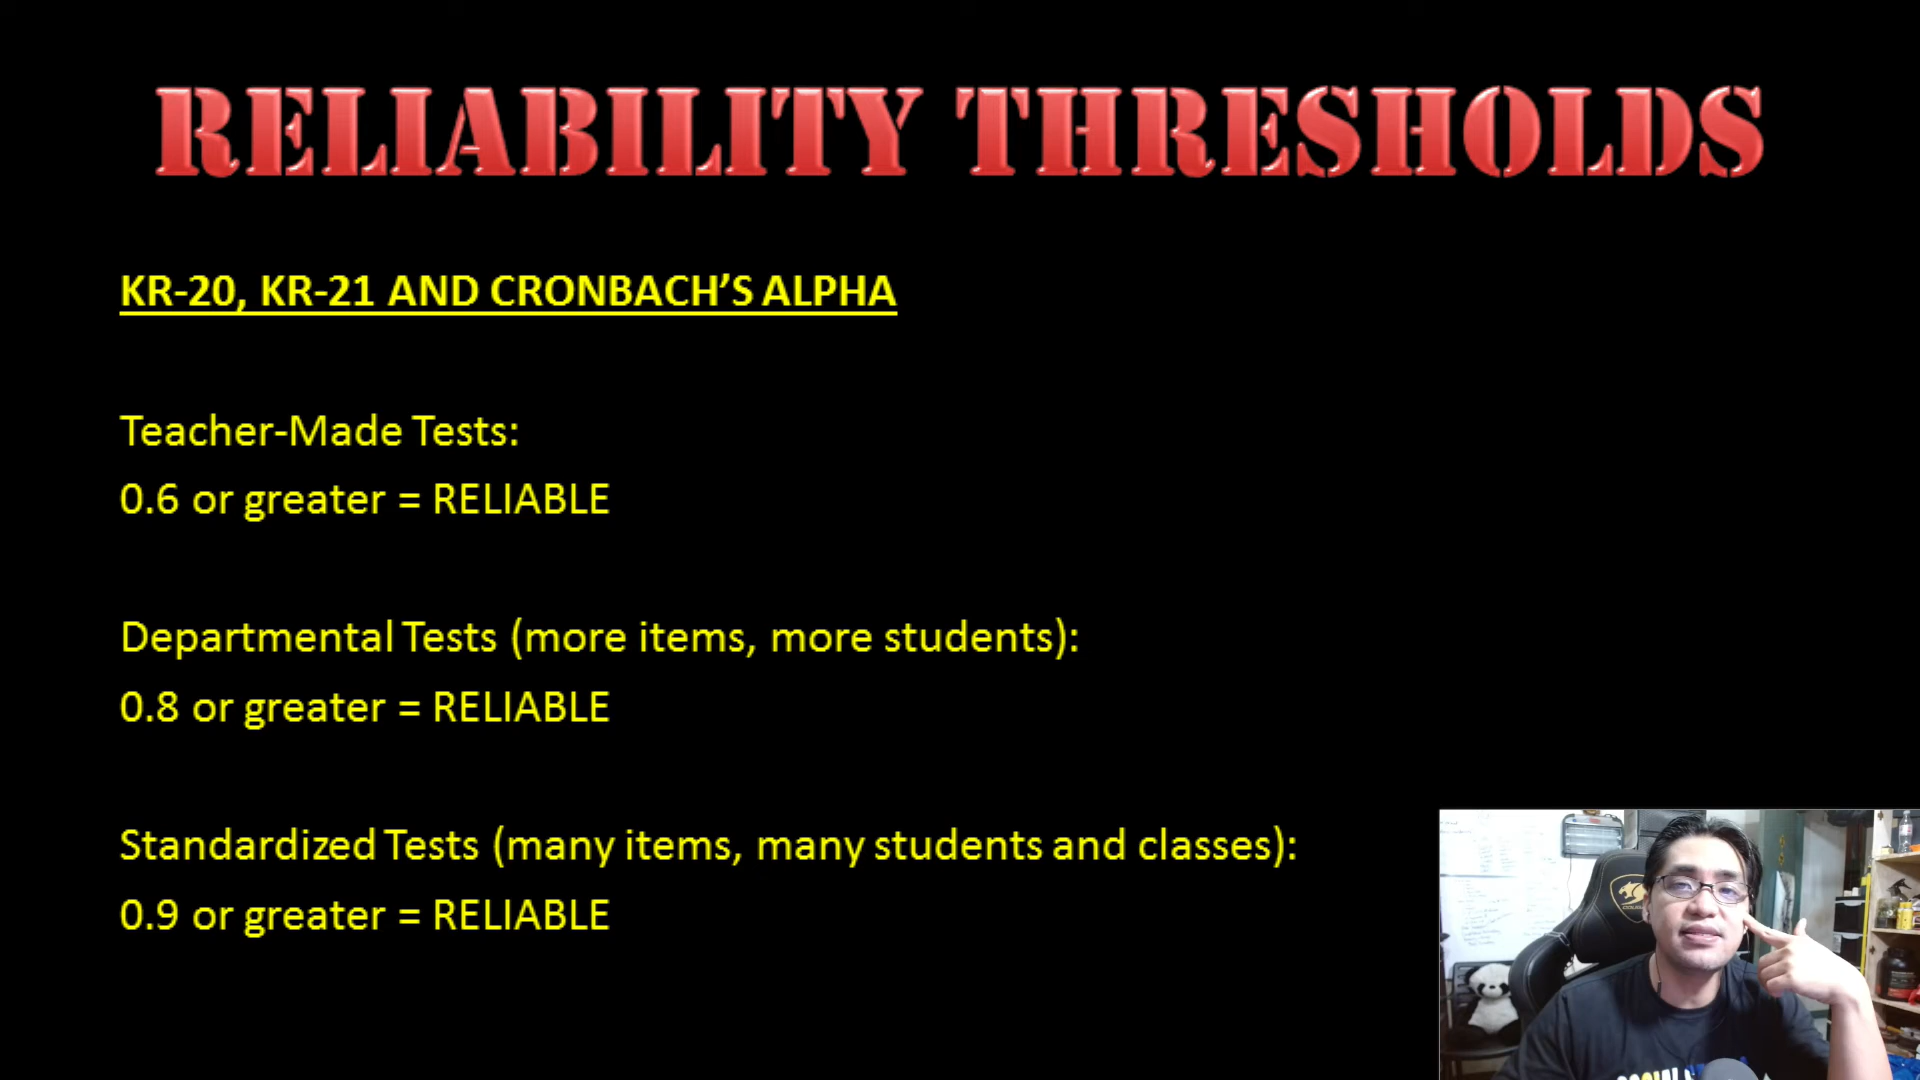 RELIABILITY THRESHOLDS
KR-20, KR-21 AND CRONBACH’S ALPHA
Teacher-Made Tests:
0.6 or greater = RELIABLE
Departmental Tests (more items, more students):
0.8 or greater = RELIABLE
Standardized Tests (many items, many students and classes):
0.9 or greater = RELIABLE